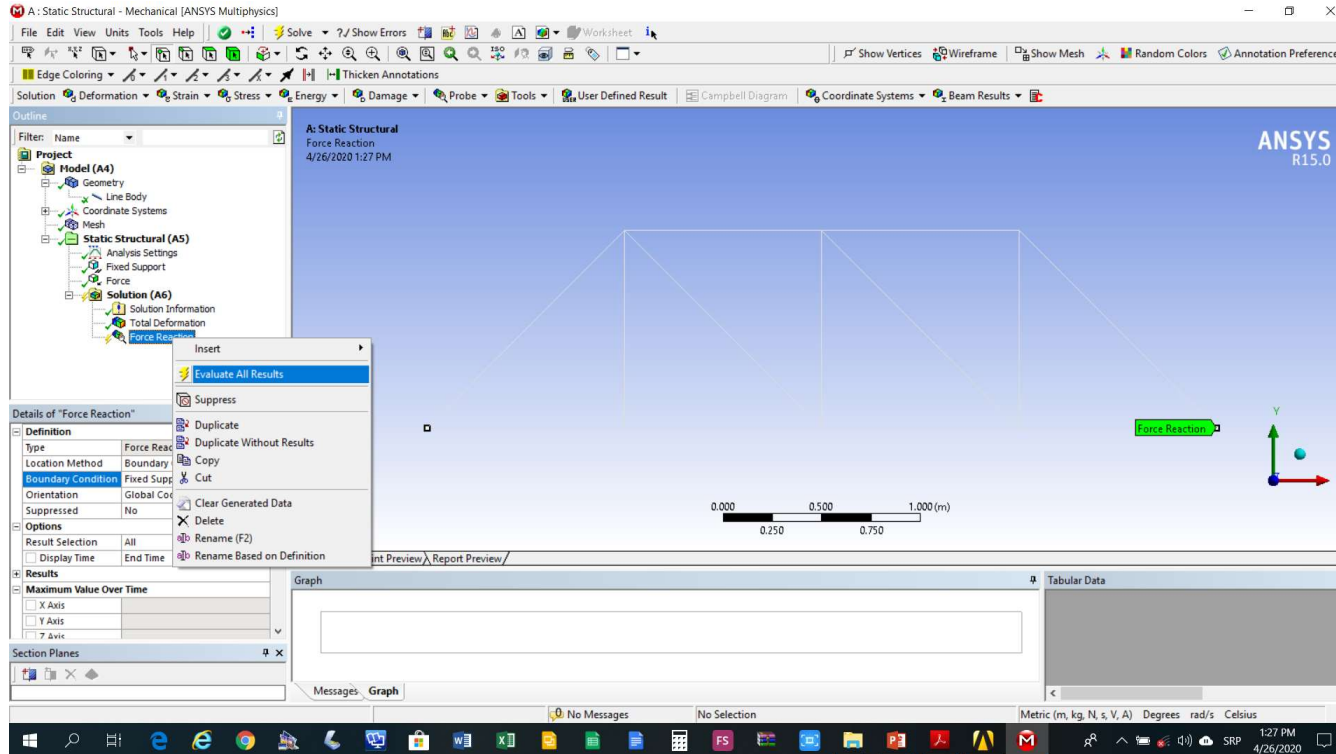 A : Static Structural - Mechanical [ANSYS Multiphysics]
File Edit View Units Tools Help Solve ?/ Show Errors A Worksheet
ISO Show Vertices Wireframe Show Mesh Random Colors Annotation Preference
Edge Coloring Thicken Annotations
Solution Deformation Strain Stress Energy Damage Probe Tools User Defined Result Campbell Diagram Coordinate Systems Beam Results
Outline
Filter: Name
Project
Model (A4)
Geometry
Line Body
Coordinate Systems
Mesh
Static Structural (A5)
Analysis Settings
Fixed Support
Force
Solution (A6)
Solution Information
Total Deformation
Force Reaction
Insert
Evaluate All Results
Suppress
Duplicate
Duplicate Without Results
Copy
Cut
Clear Generated Data
Delete
Rename (F2)
Rename Based on Definition
Details of "Force Reaction"
Definition
Type Force Reac
Location Method Boundary
Boundary Condition Fixed Supp
Orientation Global Coo
Suppressed No
Options
Result Selection All
Display Time End Time
Results
Maximum Value Over Time
X Axis
Y Axis
Z Axis
Section Planes
A: Static Structural
Force Reaction
4/26/2020 1:27 PM
ANSYS
R15.0
Force Reaction
Y
0.000 0.500 1.000 (m)
0.250 0.750
int Preview Report Preview
Graph
Tabular Data
Messages Graph
No Messages No Selection Metric (m, kg, N, s, V, A) Degrees rad/s Celsius
FS SRP 1:27 PM
4/26/2020